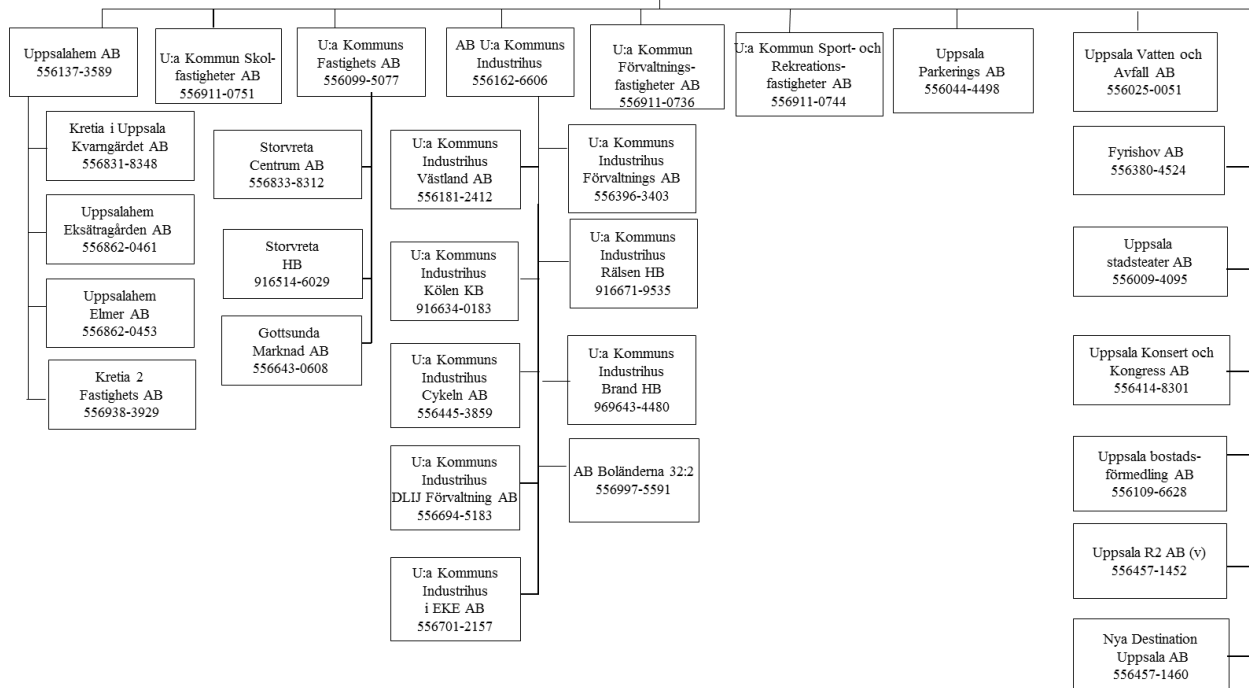 Uppsalahem AB
556137-3589
U:a Kommun Skol-
fastigheter AB
556911-0751
U:a Kommuns
Fastighets AB
556099-5077
AB U:a Kommuns
Industrihus
556162-6606
U:a Kommun
Förvaltnings-
fastigheter AB
556911-0736
U:a Kommun Sport- och
Rekreations-
fastigheter AB
556911-0744
Uppsala
Parkerings AB
556044-4498
Uppsala Vatten och
Avfall AB
556025-0051
Kretia i Uppsala
Kvarngärdet AB
556831-8348
Uppsalahem
Eksätragården AB
556862-0461
Uppsalahem
Elmer AB
556862-0453
Kretia 2
Fastighets AB
556938-3929
Storvreta
Centrum AB
556833-8312
Storvreta
HB
916514-6029
Gottsunda
Marknad AB
556643-0608
U:a Kommuns
Industrihus
Västland AB
556181-2412
U:a Kommuns
Industrihus
Kölen KB
916634-0183
U:a Kommuns
Industrihus
Cykeln AB
556445-3859
U:a Kommuns
Industrihus
DLIJ Förvaltning AB
556694-5183
U:a Kommuns
Industrihus
i EKE AB
556701-2157
U:a Kommuns
Industrihus
Förvaltnings AB
556396-3403
U:a Kommuns
Industrihus
Rälsen HB
916671-9535
U:a Kommuns
Industrihus
Brand HB
969643-4480
AB Boländerna 32:2
556997-5591
Fyrishov AB
556380-4524
Uppsala
stadsteater AB
556009-4095
Uppsala Konsert och
Kongress AB
556414-8301
Uppsala bostads-
förmedling AB
556109-6628
Uppsala R2 AB (v)
556457-1452
Nya Destination
Uppsala AB
556457-1460